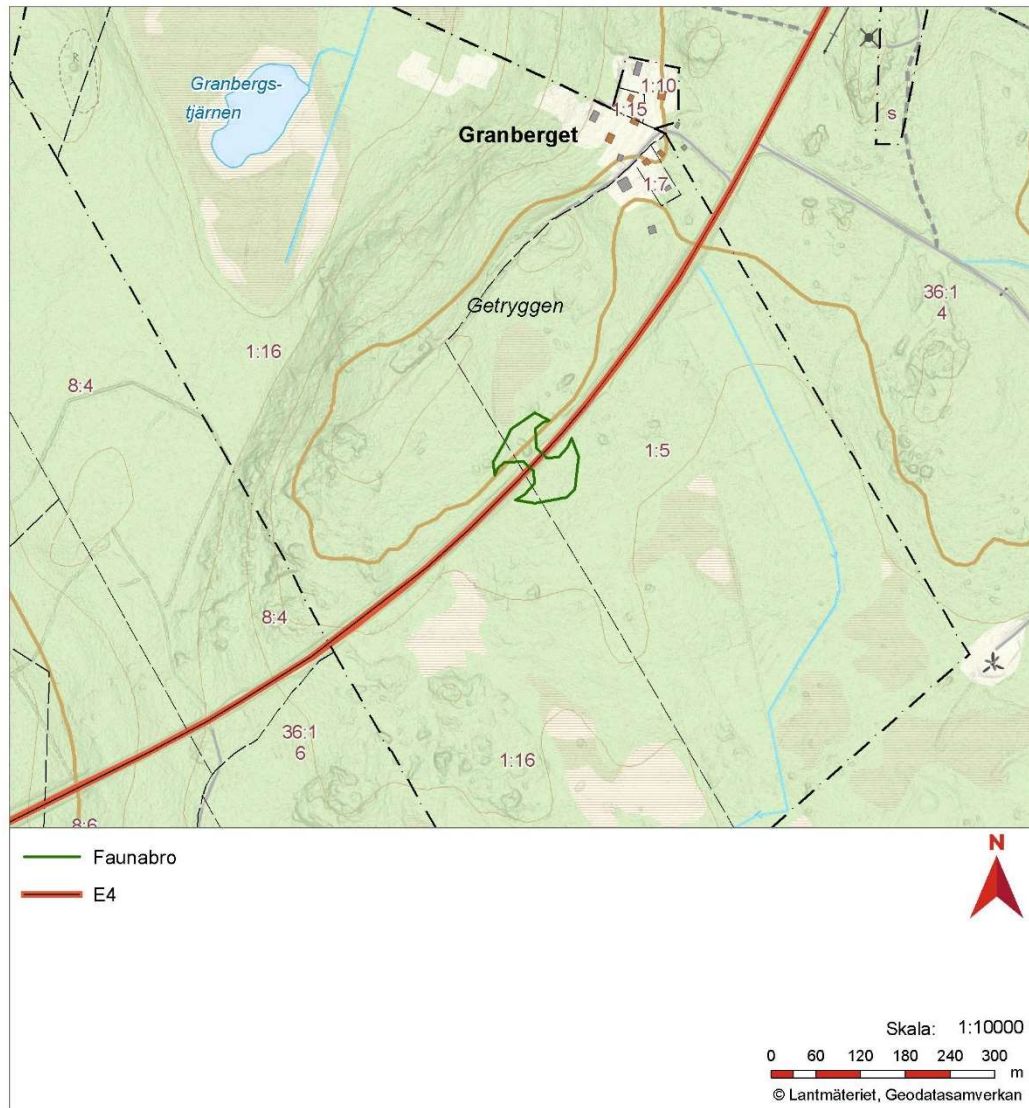 Granbergs-
tjärnen
1:10
1:15
Granberget
s
1:7
Getryggen
36:1
4
1:16
8:4
1:5
8:4
36:1
6
1:16
8:6
Faunabro
E4
N
Skala: 1:10000
0 60 120 180 240 300
m
© Lantmäteriet, Geodatasamverkan